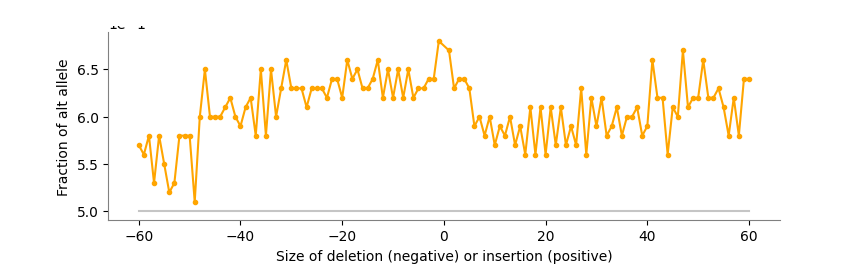 Fraction of alt allele
6.5
6.0
5.5
5.0
−60 −40 −20 0 20 40 60
Size of deletion (negative) or insertion (positive)